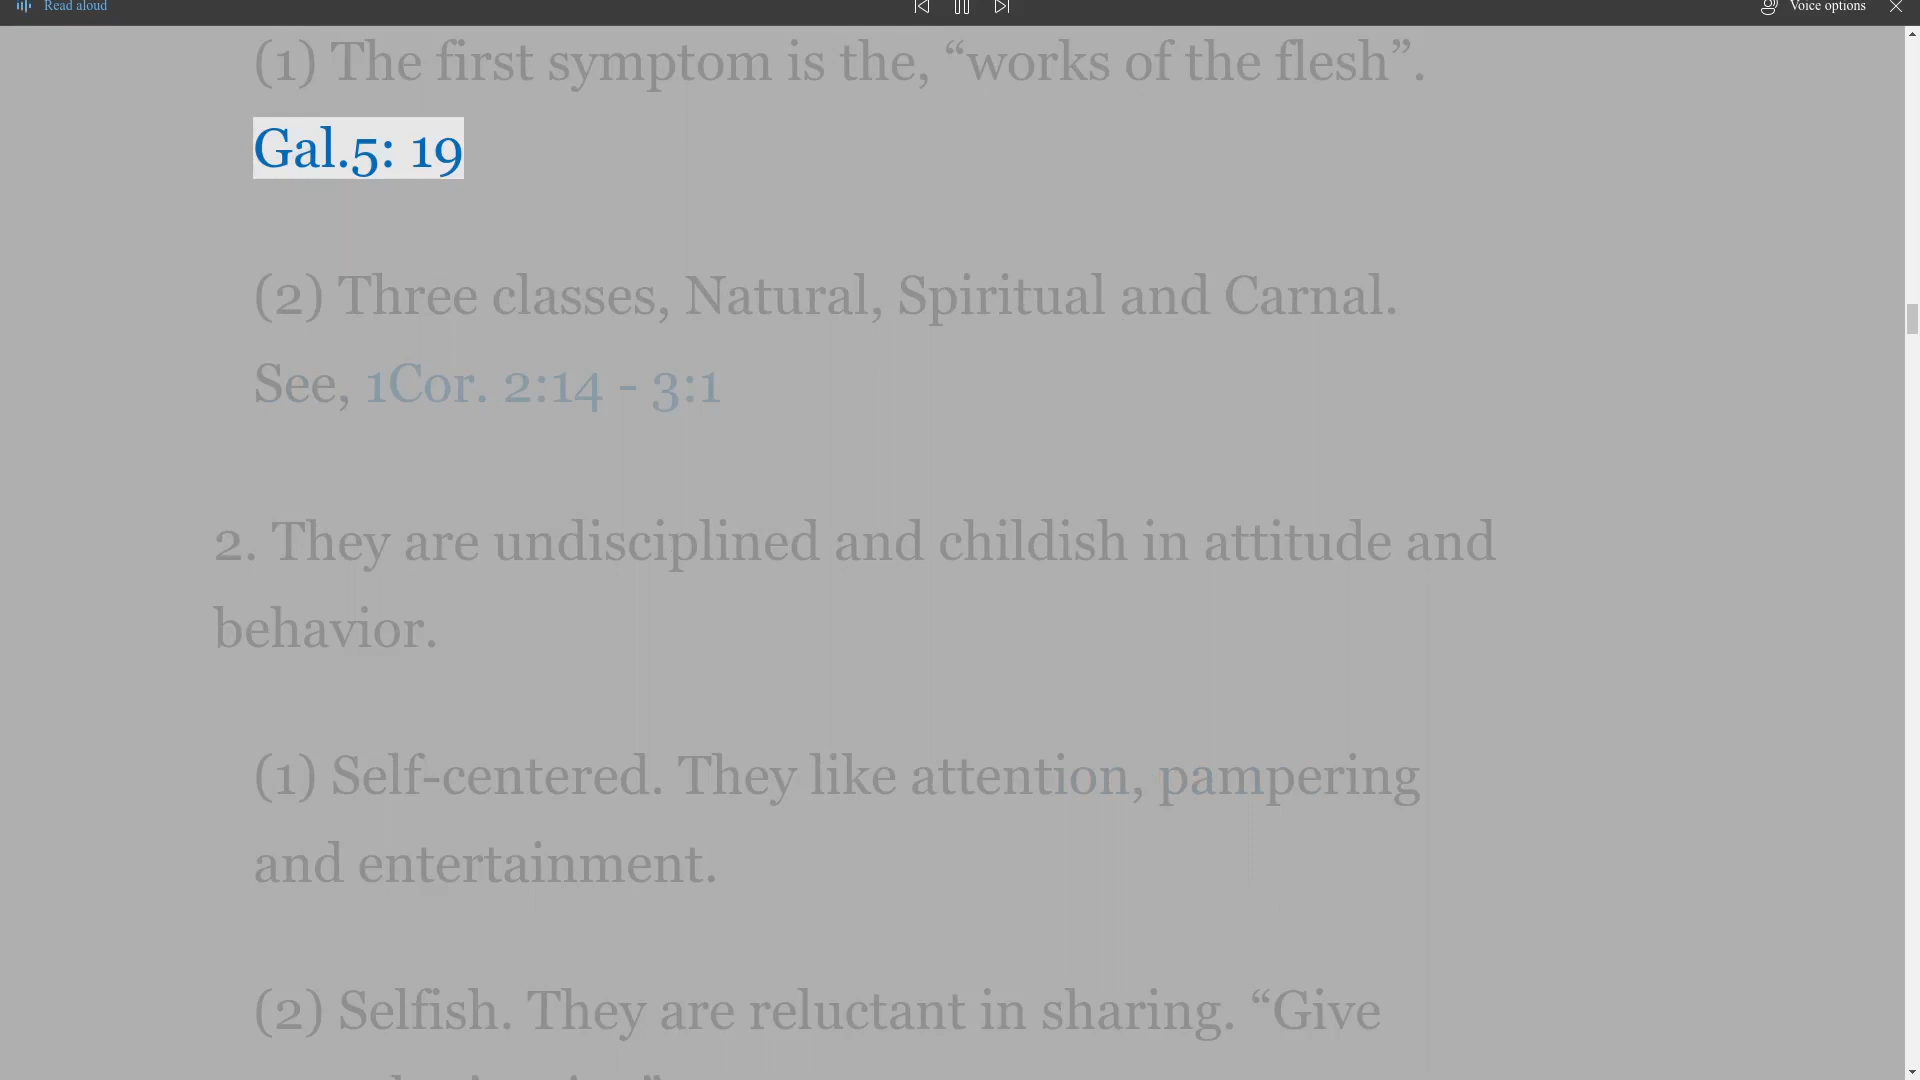 Read aloud
Voice options
(1) The first symptom is the, “works of the flesh”.
Gal.5: 19
(2) Three classes, Natural, Spiritual and Carnal.
See, 1Cor. 2:14 - 3:1
2. They are undisciplined and childish in attitude and
behavior.
(1) Self-centered. They like attention, pampering
and entertainment.
(2) Selfish. They are reluctant in sharing. “Give